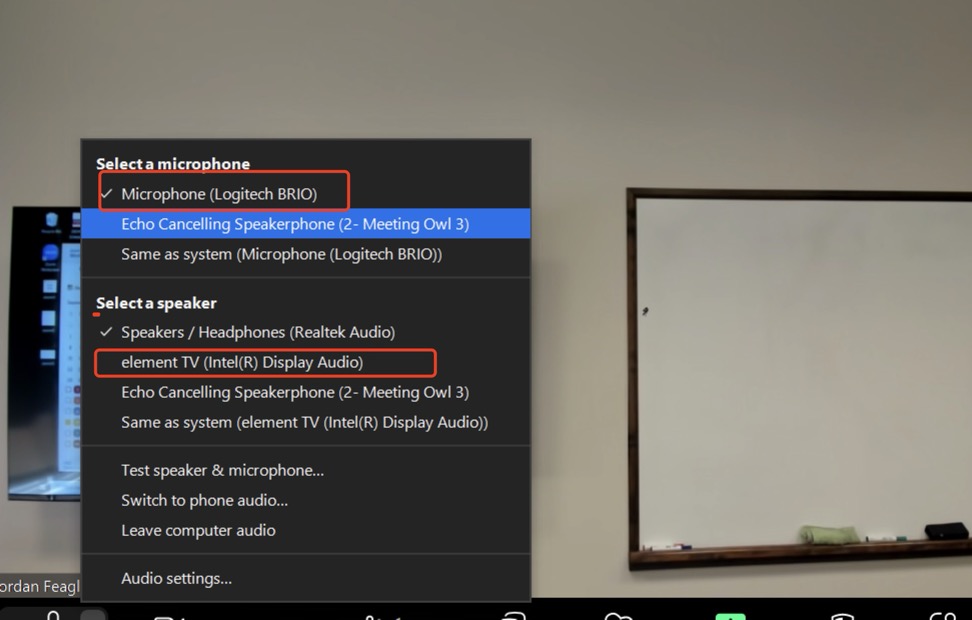 Select a microphone
Microphone (Logitech BRIO)
Echo Cancelling Speakerphone (2- Meeting Owl 3)
Same as system (Microphone (Logitech BRIO))
Select a speaker
Speakers / Headphones (Realtek Audio)
element TV (Intel(R) Display Audio)
Echo Cancelling Speakerphone (2- Meeting Owl 3)
Same as system (element TV (Intel(R) Display Audio))
Test speaker & microphone...
Switch to phone audio...
Leave computer audio
Audio settings...
ordan Feagl